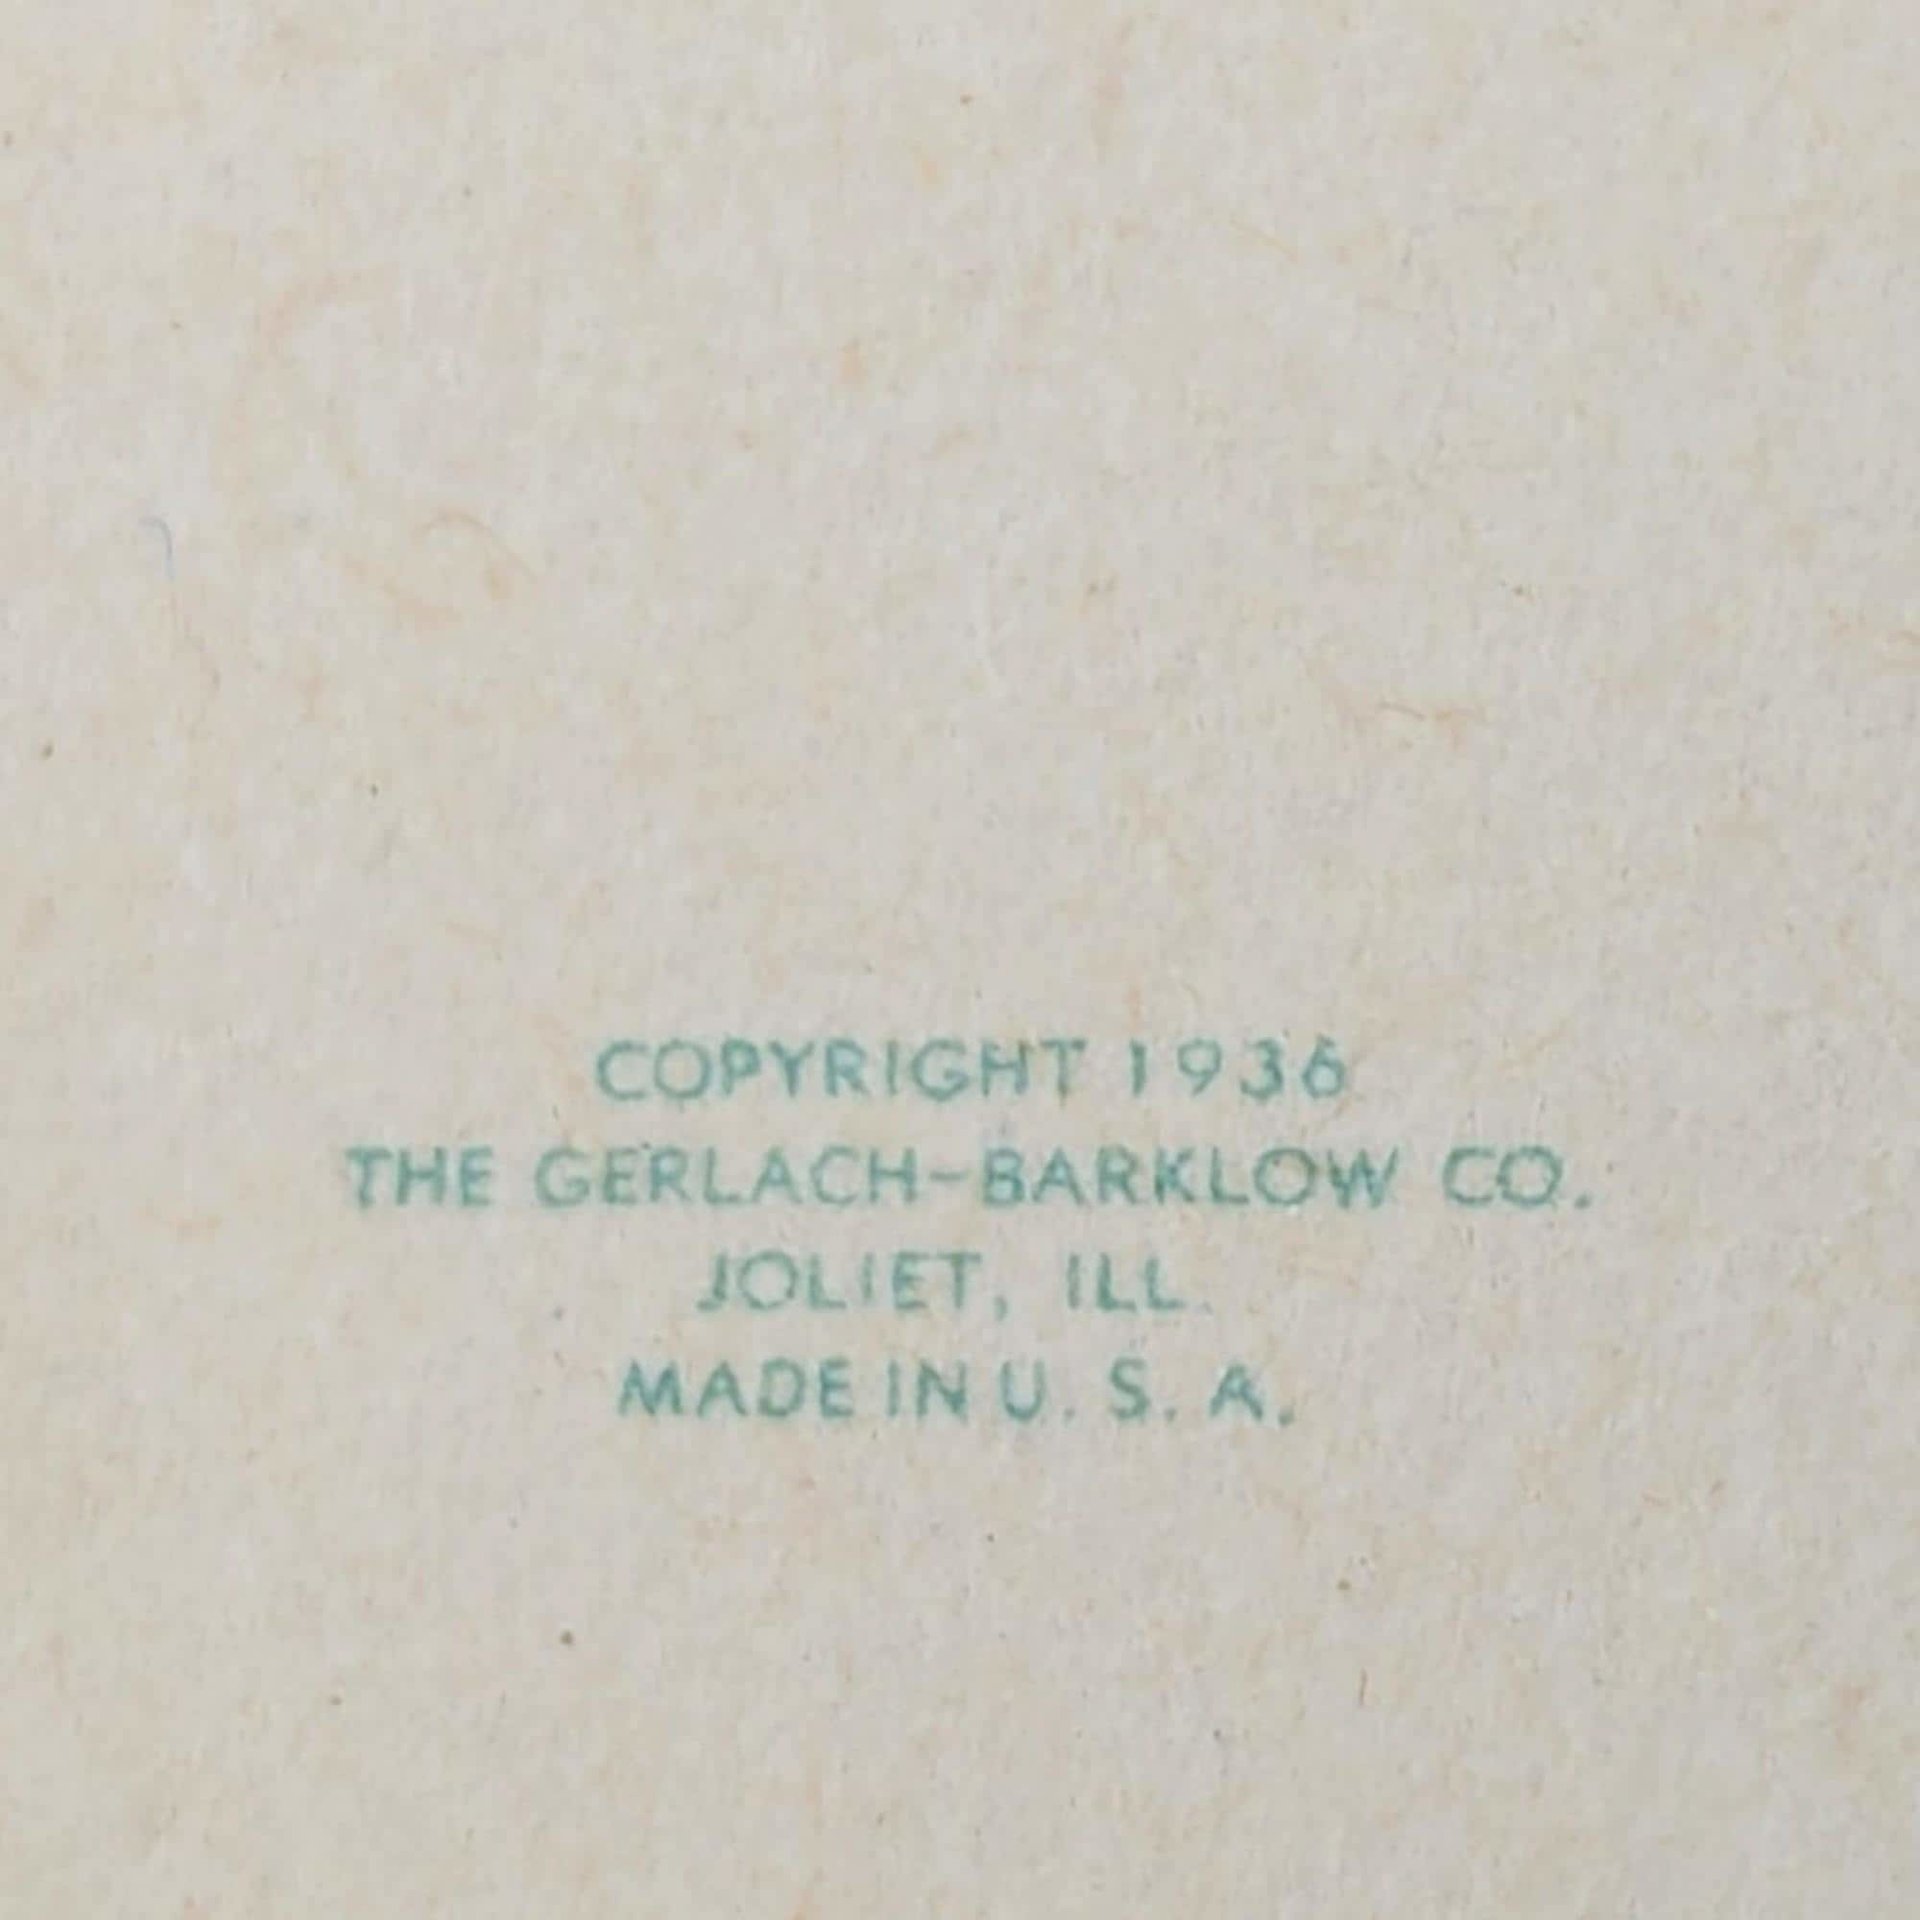 COPYRIGHT 1936
THE GERLACH-BARKLOW CO.
JOLIET, ILL.
MADE IN U. S. A.